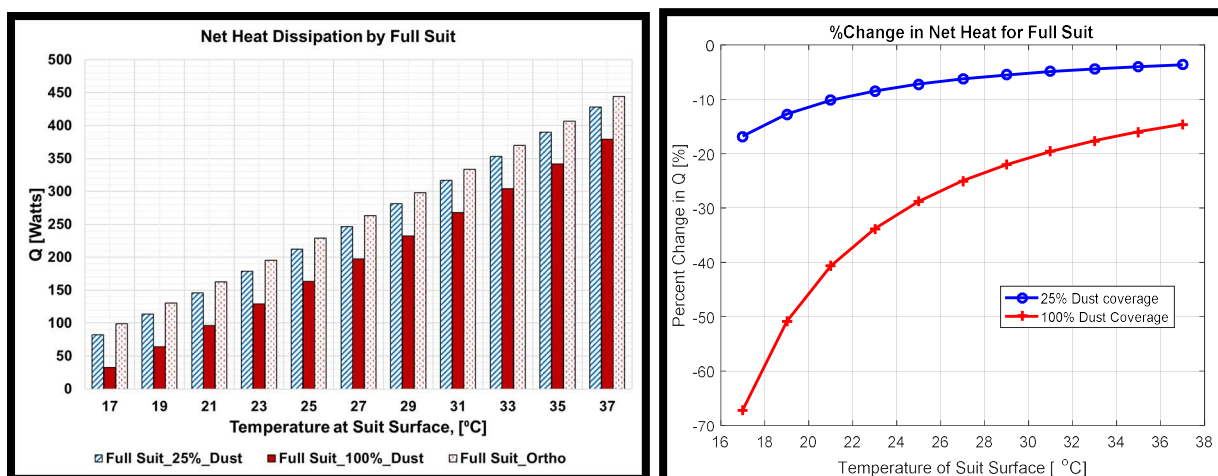 Net Heat Dissipation by Full Suit
500
450
400
350
300
250
200
150
100
50
0
Q [Watts]
17 19 21 23 25 27 29 31 33 35 37
Temperature at Suit Surface, [ºC]
Full Suit_25%_Dust Full Suit_100%_Dust Full Suit_Ortho
%Change in Net Heat for Full Suit
0
-10
-20
-30
-40
-50
-60
-70
Percent Change in Q [%]
25% Dust coverage
100% Dust Coverage
16 18 20 22 24 26 28 30 32 34 36 38
Temperature of Suit Surface [ °C]